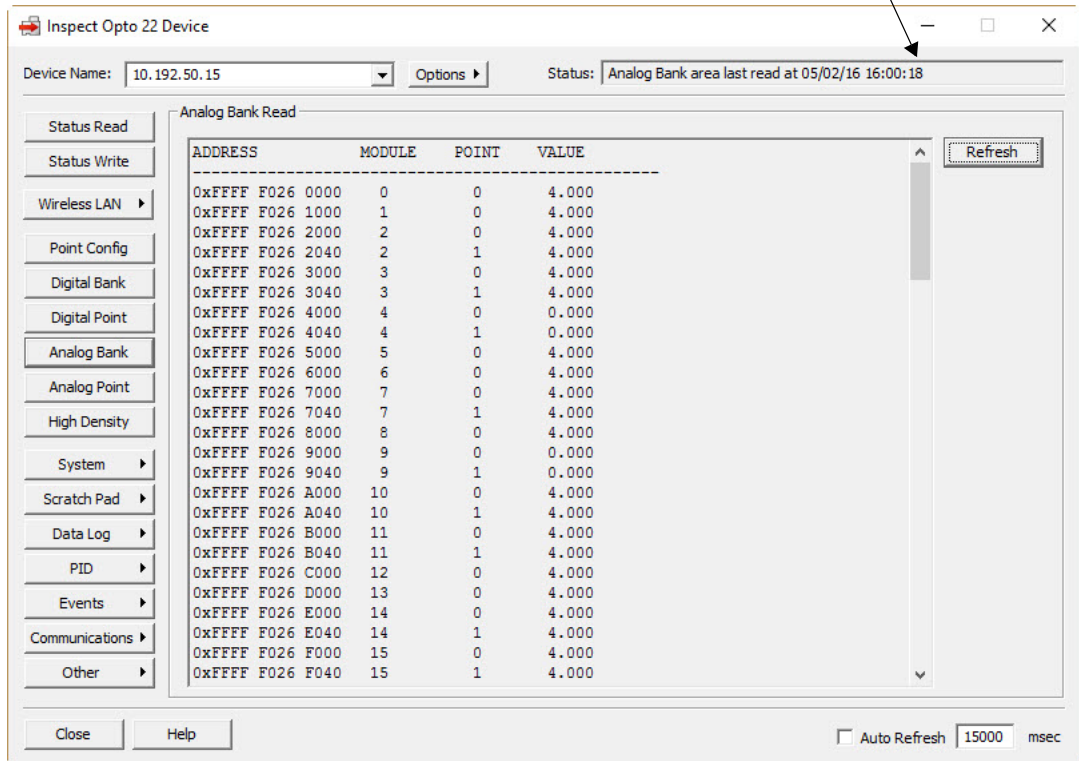 Inspect Opto 22 Device
Device Name: 10.192.50.15 Options Status: Analog Bank area last read at 05/02/16 16:00:18
Status Read
Status Write
Wireless LAN
Point Config
Digital Bank
Digital Point
Analog Bank
Analog Point
High Density
System
Scratch Pad
Data Log
PID
Events
Communications
Other
Analog Bank Read
ADDRESS MODULE POINT VALUE
-------------------------------------------------
0xFFFF F026 0000 0 0 4.000
0xFFFF F026 1000 1 0 4.000
0xFFFF F026 2000 2 0 4.000
0xFFFF F026 2040 2 1 4.000
0xFFFF F026 3000 3 0 4.000
0xFFFF F026 3040 3 1 4.000
0xFFFF F026 4000 4 0 0.000
0xFFFF F026 4040 4 1 0.000
0xFFFF F026 5000 5 0 4.000
0xFFFF F026 6000 6 0 4.000
0xFFFF F026 7000 7 0 4.000
0xFFFF F026 7040 7 1 4.000
0xFFFF F026 8000 8 0 4.000
0xFFFF F026 9000 9 0 0.000
0xFFFF F026 9040 9 1 0.000
0xFFFF F026 A000 10 0 4.000
0xFFFF F026 A040 10 1 4.000
0xFFFF F026 B000 11 0 4.000
0xFFFF F026 B040 11 1 4.000
0xFFFF F026 C000 12 0 4.000
0xFFFF F026 D000 13 0 4.000
0xFFFF F026 E000 14 0 4.000
0xFFFF F026 E040 14 1 4.000
0xFFFF F026 F000 15 0 4.000
0xFFFF F026 F040 15 1 4.000
Refresh
Close Help Auto Refresh 15000 msec